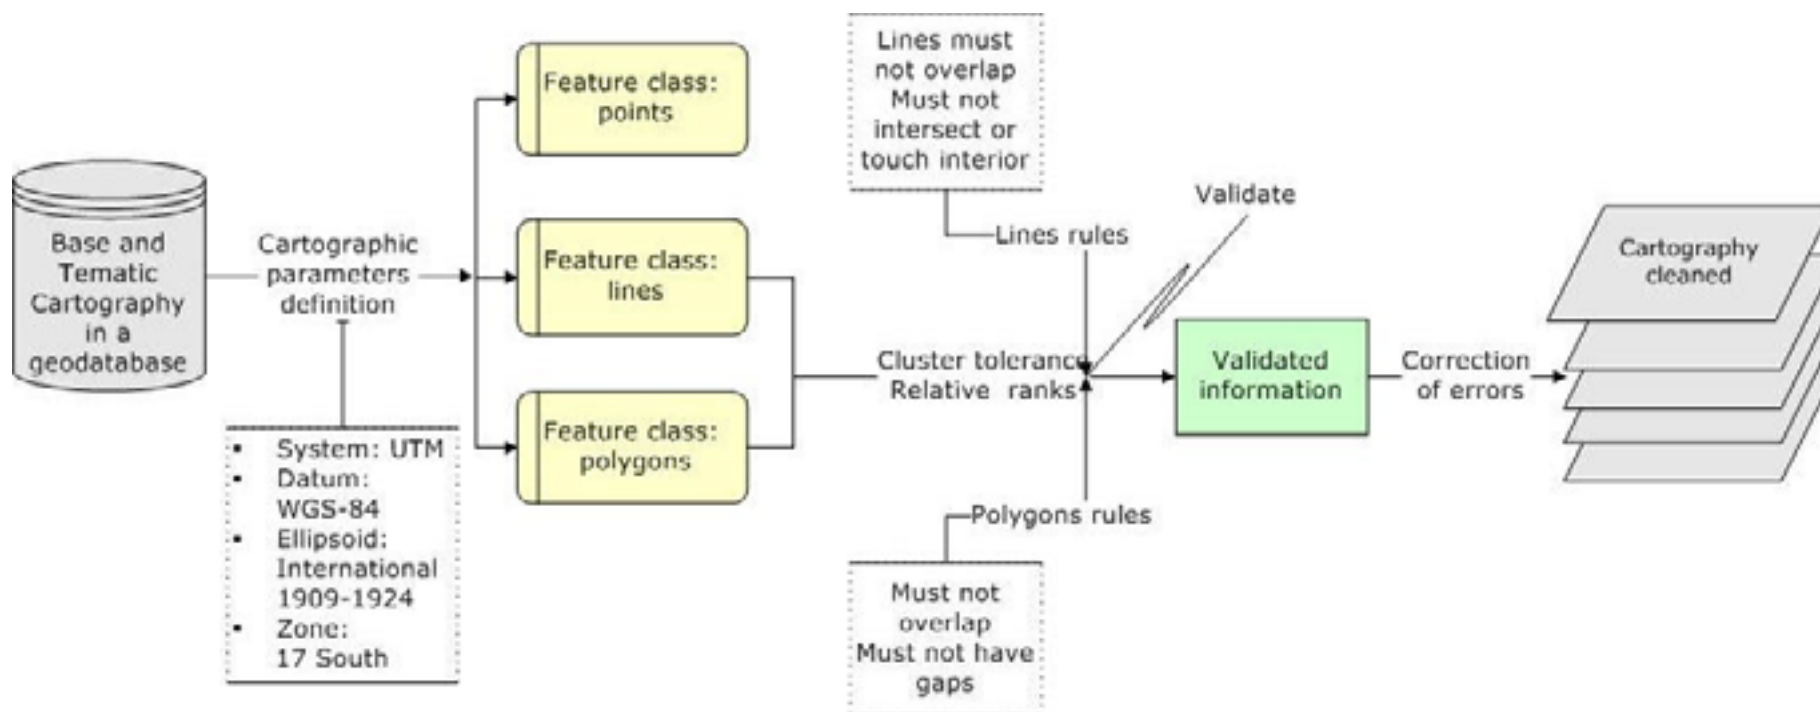 Base and
Tematic
Cartography
in a
geodatabase
Cartographic
parameters
definition
▪ System: UTM
▪ Datum:
WGS-84
▪ Ellipsoid:
International
1909-1924
▪ Zone:
17 South
Feature class:
points
Feature class:
lines
Feature class:
polygons
Lines must
not overlap
Must not
intersect or
touch interior
Lines rules
Validate
Cluster tolerance
Relative ranks
Polygons rules
Must not
overlap
Must not have
gaps
Validated
information
Correction
of errors
Cartography
cleaned